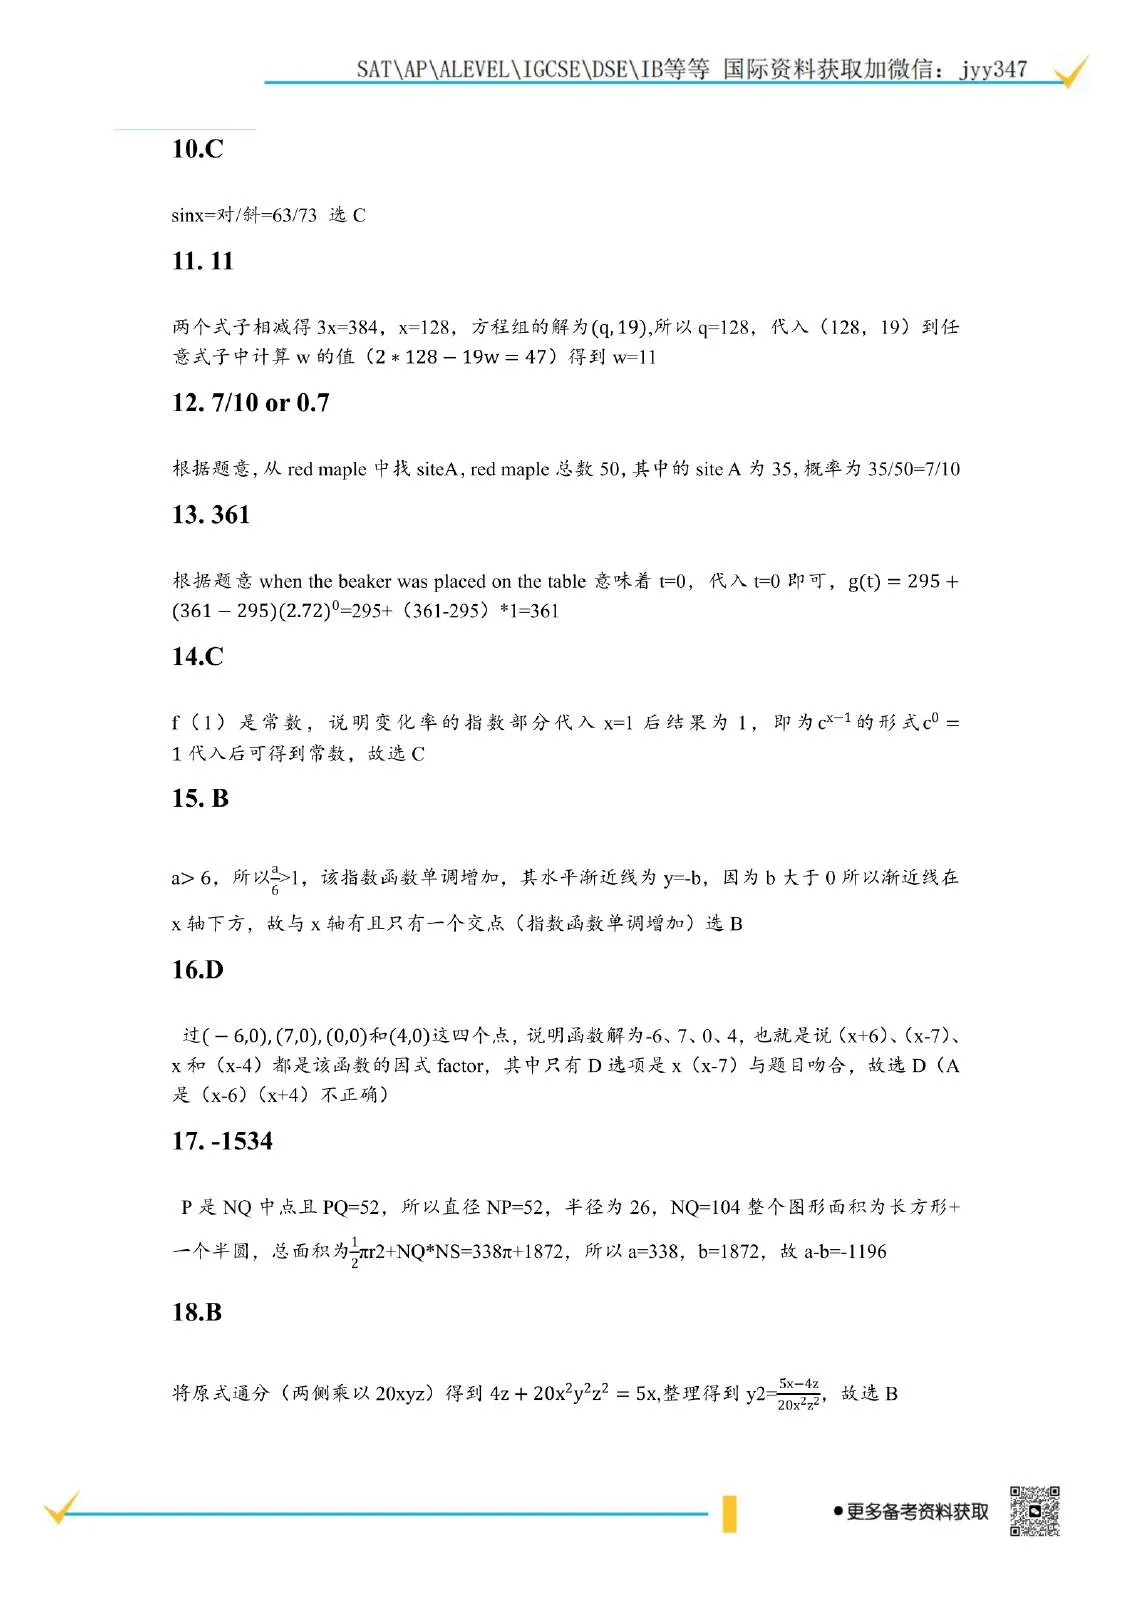 SAT\AP\ALEVEL\IGCSE\DSE\IB等等 国际资料获取加微信：jyy347
10.C
sinx=对/斜=63/73 选 C
11. 11
两个式子相减得 3x=384，x=128，方程组的解为(q, 19),所以 q=128，代入（128，19）到任
意式子中计算 w 的值（2 ∗ 128 − 19w = 47）得到 w=11
12. 7/10 or 0.7
根据题意, 从 red maple 中找 siteA, red maple 总数 50, 其中的 site A 为 35, 概率为 35/50=7/10
13. 361
根据题意 when the beaker was placed on the table 意味着 t=0，代入 t=0 即可，g(t) = 295 +
(361 − 295)(2.72)⁰=295+（361-295）*1=361
14.C
f（1）是常数，说明变化率的指数部分代入 x=1 后结果为 1，即为cˣ⁻¹的形式c⁰ =
1 代入后可得到常数，故选 C
15. B
a> 6，所以a/6>1，该指数函数单调增加，其水平渐近线为 y=-b，因为 b 大于 0 所以渐近线在
x 轴下方，故与 x 轴有且只有一个交点（指数函数单调增加）选 B
16.D
过( − 6,0), (7,0), (0,0)和(4,0)这四个点，说明函数解为-6、7、0、4，也就是说（x+6）、（x-7）、
x 和（x-4）都是该函数的因式 factor，其中只有 D 选项是 x（x-7）与题目吻合，故选 D（A
是（x-6）（x+4）不正确）
17. -1534
P 是 NQ 中点且 PQ=52，所以直径 NP=52，半径为 26，NQ=104 整个图形面积为长方形+
一个半圆，总面积为1/2πr2+NQ*NS=338π+1872，所以 a=338，b=1872，故 a-b=-1196
18.B
将原式通分（两侧乘以 20xyz）得到 4z + 20x²y²z² = 5x,整理得到 y2=5x−4z/20x²z²，故选 B
●更多备考资料获取